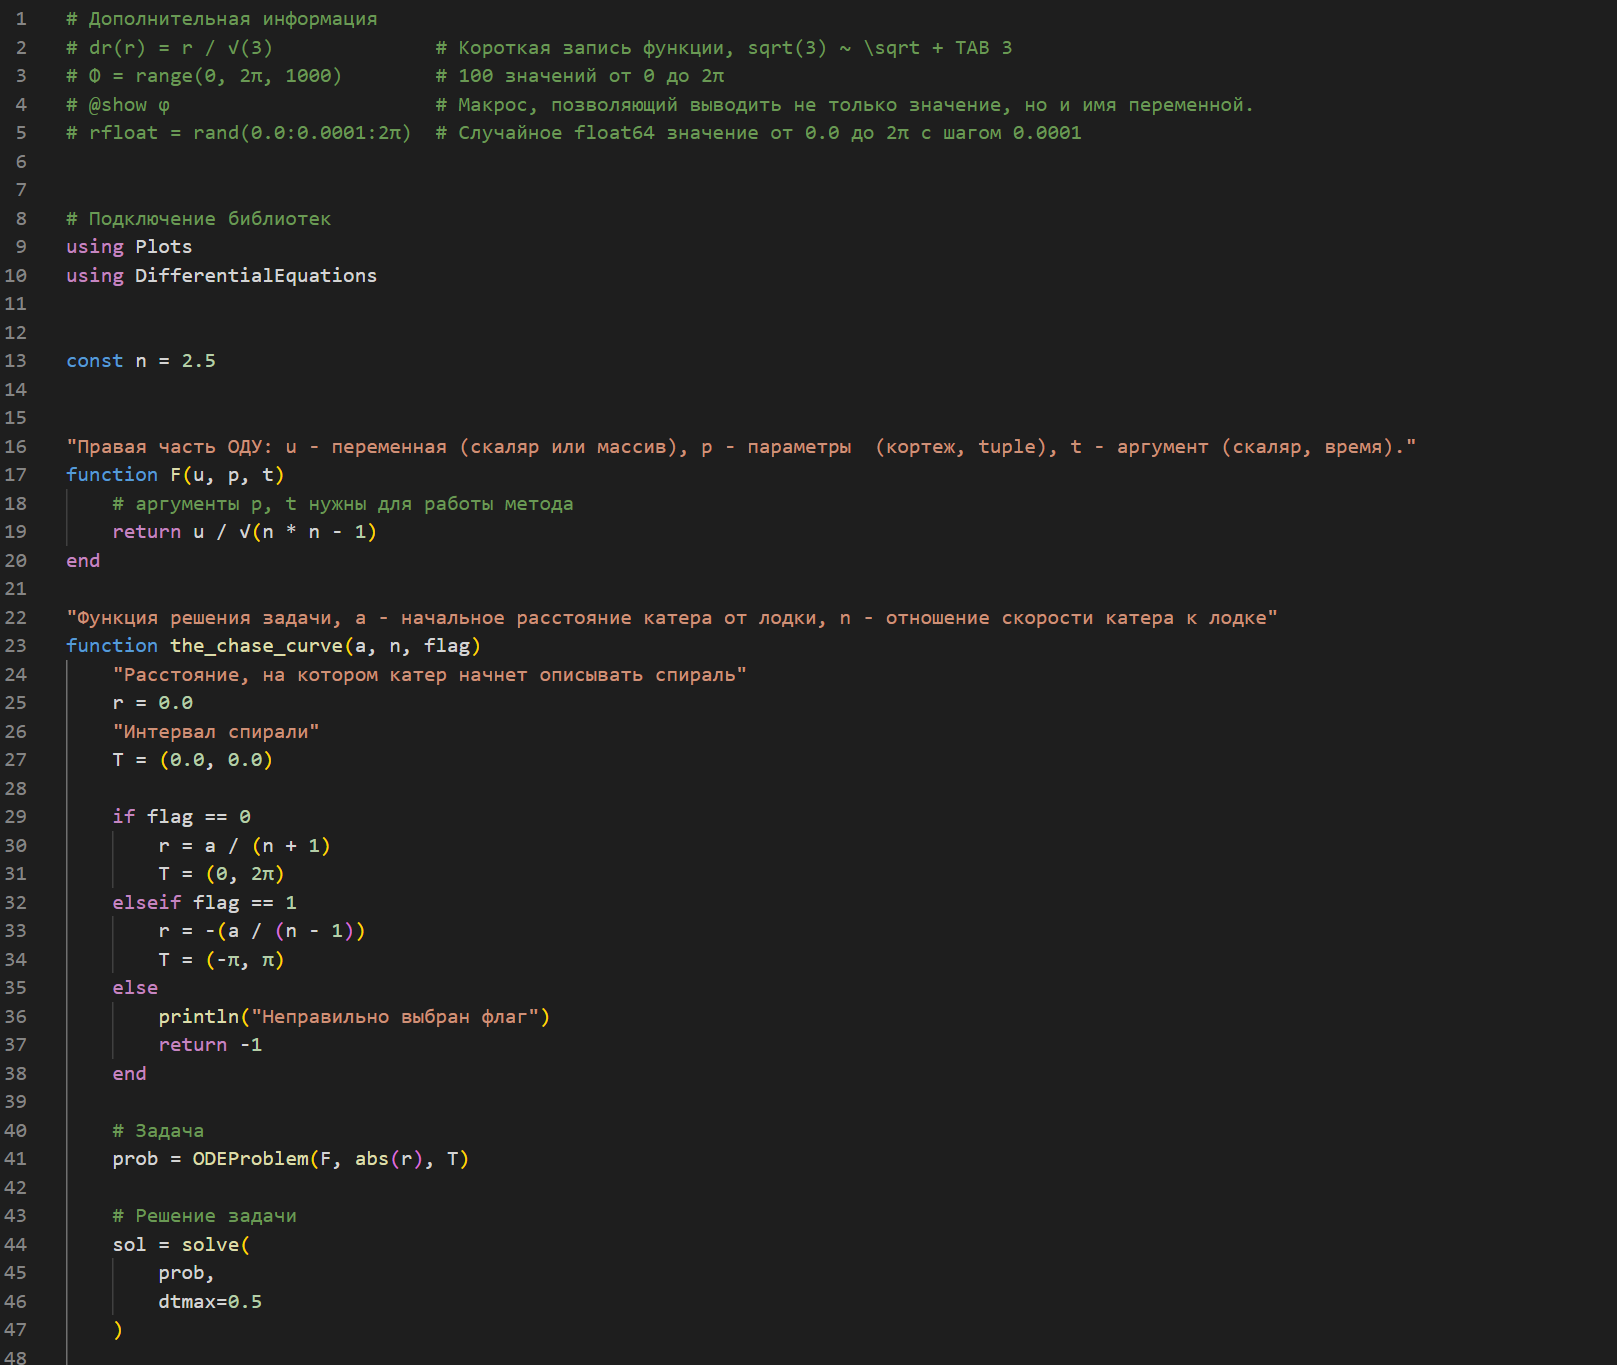 1 # Дополнительная информация
2 # dr(r) = r / √(3) # Короткая запись функции, sqrt(3) ~ \sqrt + TAB 3
3 # Φ = range(0, 2π, 1000) # 100 значений от 0 до 2π
4 # @show φ # Макрос, позволяющий выводить не только значение, но и имя переменной.
5 # rfloat = rand(0.0:0.0001:2π) # Случайное float64 значение от 0.0 до 2π с шагом 0.0001
6
7
8 # Подключение библиотек
9 using Plots
10 using DifferentialEquations
11
12
13 const n = 2.5
14
15
16 "Правая часть ОДУ: u - переменная (скаляр или массив), p - параметры  (кортеж, tuple), t - аргумент (скаляр, время)."
17 function F(u, p, t)
18     # аргументы p, t нужны для работы метода
19     return u / √(n * n - 1)
20 end
21
22 "Функция решения задачи, a - начальное расстояние катера от лодки, n - отношение скорости катера к лодке"
23 function the_chase_curve(a, n, flag)
24     "Расстояние, на котором катер начнет описывать спираль"
25     r = 0.0
26     "Интервал спирали"
27     T = (0.0, 0.0)
28
29     if flag == 0
30         r = a / (n + 1)
31         T = (0, 2π)
32     elseif flag == 1
33         r = -(a / (n - 1))
34         T = (-π, π)
35     else
36         println("Неправильно выбран флаг")
37         return -1
38     end
39
40     # Задача
41     prob = ODEProblem(F, abs(r), T)
42
43     # Решение задачи
44     sol = solve(
45         prob,
46         dtmax=0.5
47     )
48